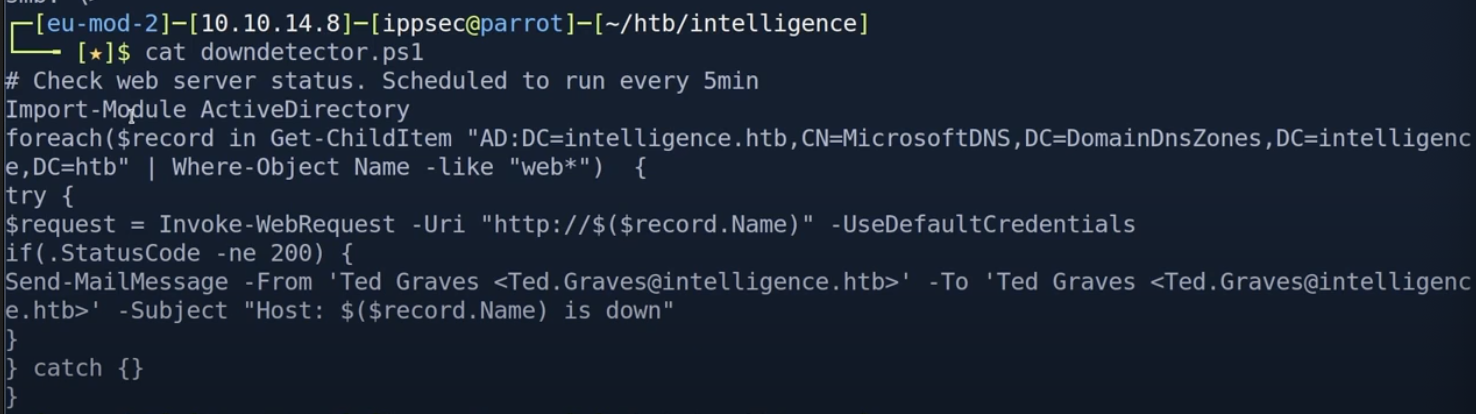 [eu-mod-2]─[10.10.14.8]─[ippsec@parrot]─[~/htb/intelligence]
[★]$ cat downdetector.ps1
# Check web server status. Scheduled to run every 5min
Import-Module ActiveDirectory
foreach($record in Get-ChildItem "AD:DC=intelligence.htb,CN=MicrosoftDNS,DC=DomainDnsZones,DC=intelligenc
e,DC=htb" | Where-Object Name -like "web*")  {
try {
$request = Invoke-WebRequest -Uri "http://$($record.Name)" -UseDefaultCredentials
if(.StatusCode -ne 200) {
Send-MailMessage -From 'Ted Graves <Ted.Graves@intelligence.htb>' -To 'Ted Graves <Ted.Graves@intelligenc
e.htb>' -Subject "Host: $($record.Name) is down"
}
} catch {}
}